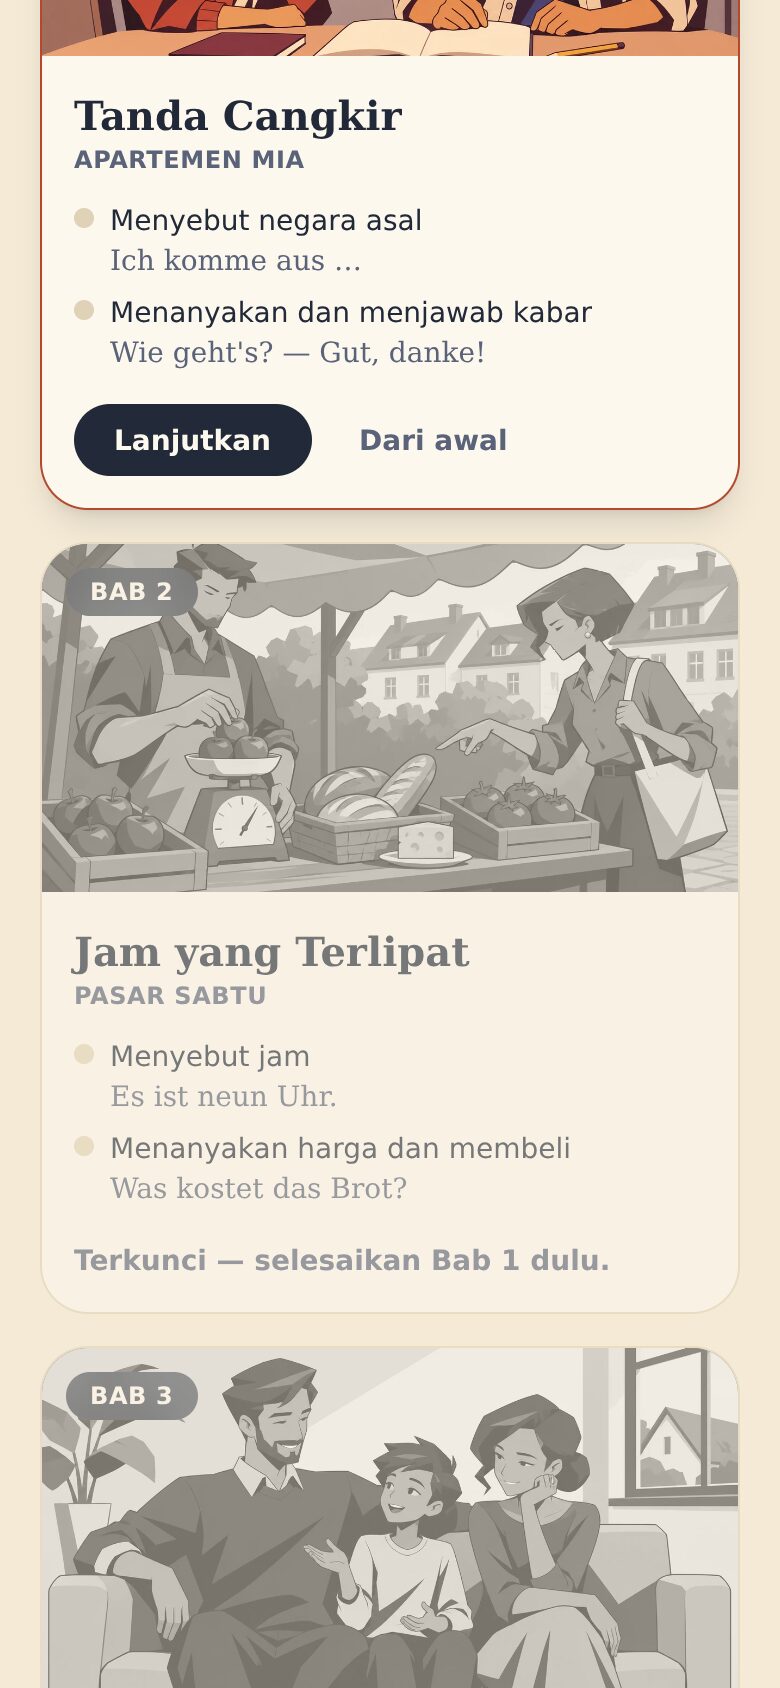 Tanda Cangkir
APARTEMEN MIA
Menyebut negara asal
Ich komme aus …
Menanyakan dan menjawab kabar
Wie geht's? — Gut, danke!
Lanjutkan
Dari awal
BAB 2
Jam yang Terlipat
PASAR SABTU
Menyebut jam
Es ist neun Uhr.
Menanyakan harga dan membeli
Was kostet das Brot?
Terkunci — selesaikan Bab 1 dulu.
BAB 3